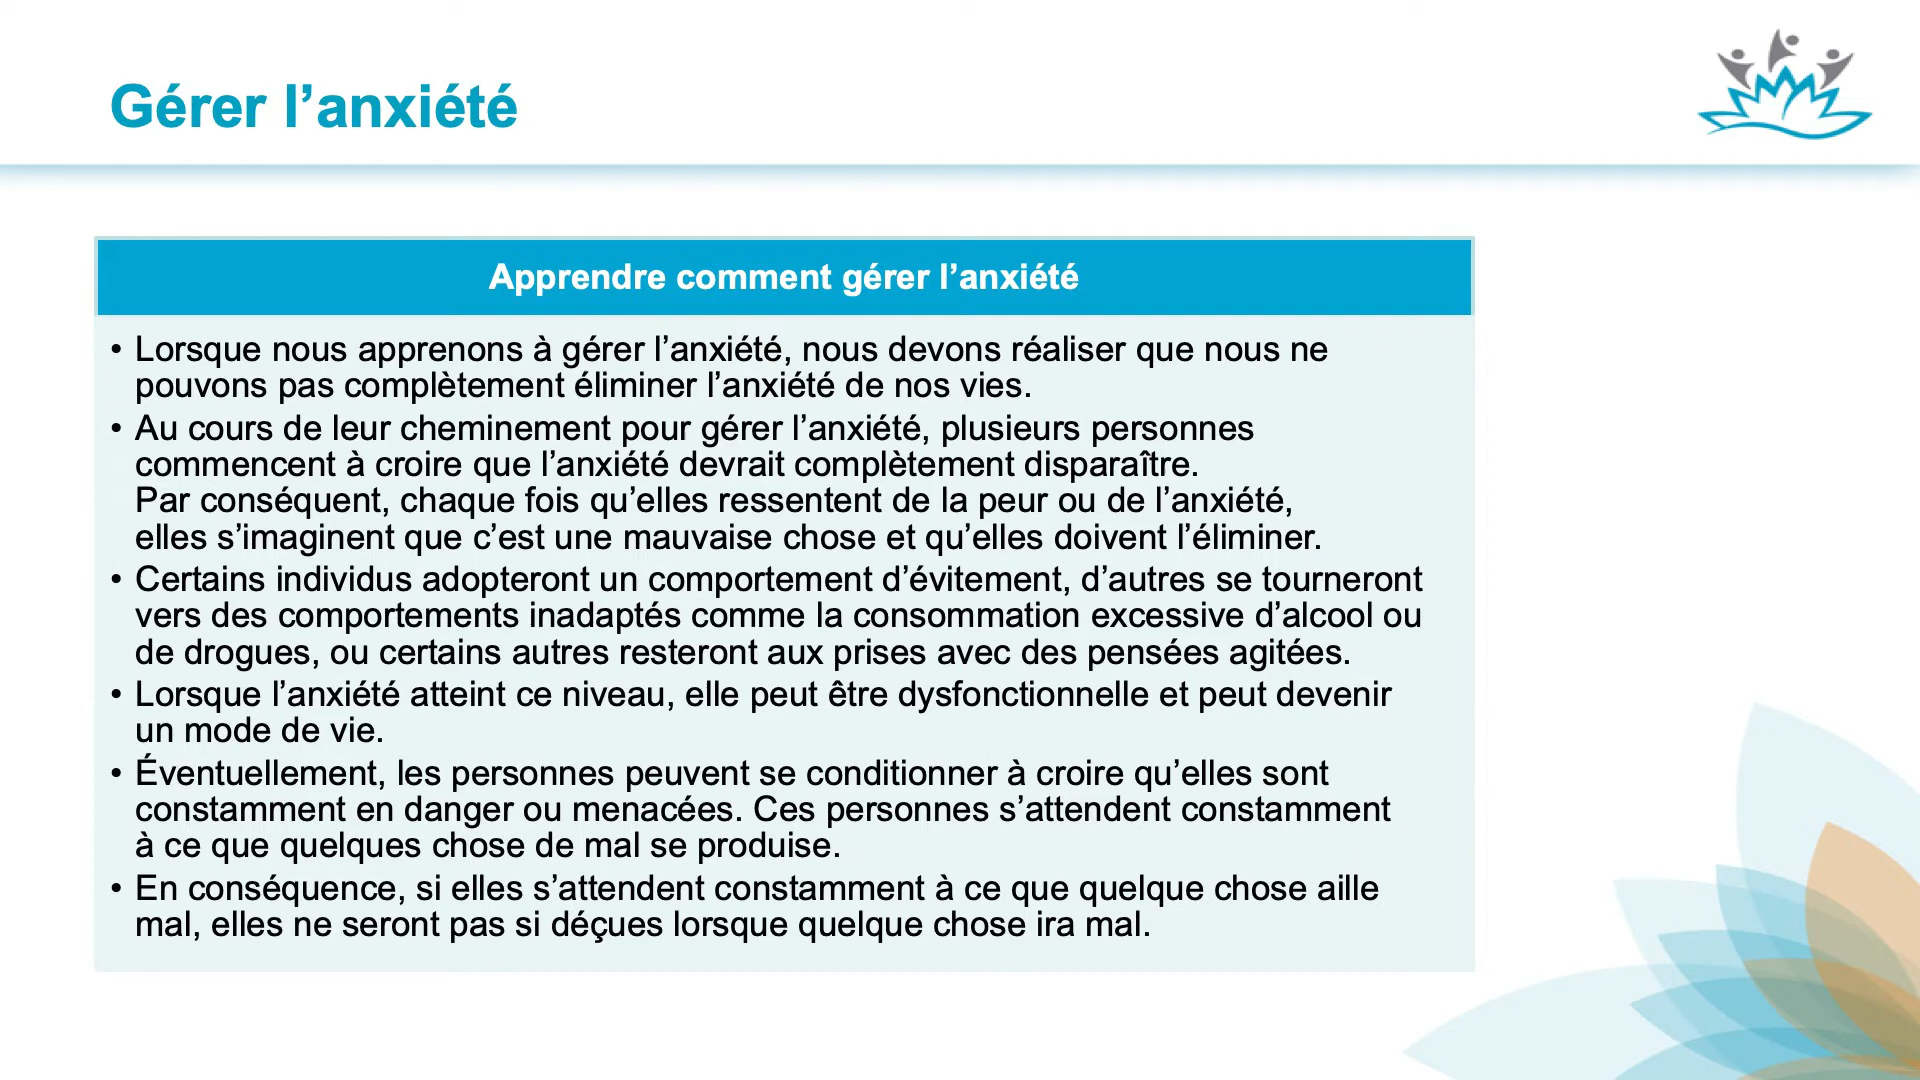 Gérer l’anxiété
Apprendre comment gérer l’anxiété
• Lorsque nous apprenons à gérer l’anxiété, nous devons réaliser que nous ne
pouvons pas complètement éliminer l’anxiété de nos vies.
• Au cours de leur cheminement pour gérer l’anxiété, plusieurs personnes
commencent à croire que l’anxiété devrait complètement disparaître.
Par conséquent, chaque fois qu’elles ressentent de la peur ou de l’anxiété,
elles s’imaginent que c’est une mauvaise chose et qu’elles doivent l’éliminer.
• Certains individus adopteront un comportement d’évitement, d’autres se tourneront
vers des comportements inadaptés comme la consommation excessive d’alcool ou
de drogues, ou certains autres resteront aux prises avec des pensées agitées.
• Lorsque l’anxiété atteint ce niveau, elle peut être dysfonctionnelle et peut devenir
un mode de vie.
• Éventuellement, les personnes peuvent se conditionner à croire qu’elles sont
constamment en danger ou menacées. Ces personnes s’attendent constamment
à ce que quelques chose de mal se produise.
• En conséquence, si elles s’attendent constamment à ce que quelque chose aille
mal, elles ne seront pas si déçues lorsque quelque chose ira mal.